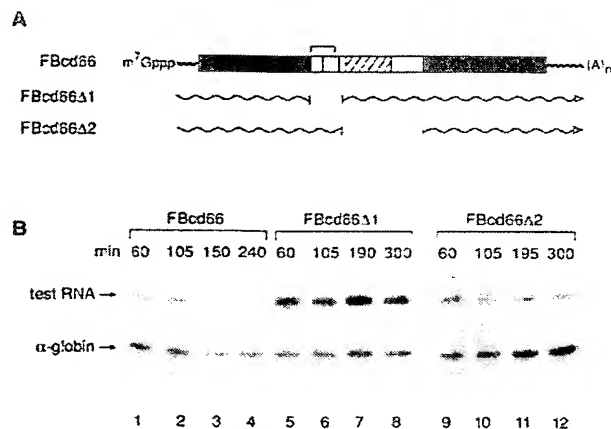 A
FBcd66 m7Gppp (A)n
FBcd66Δ1
FBcd66Δ2
B
FBcd66 FBcd66Δ1 FBcd66Δ2
min 60 105 150 240 60 105 190 300 60 105 195 300
test RNA
α-globin
1 2 3 4 5 6 7 8 9 10 11 12